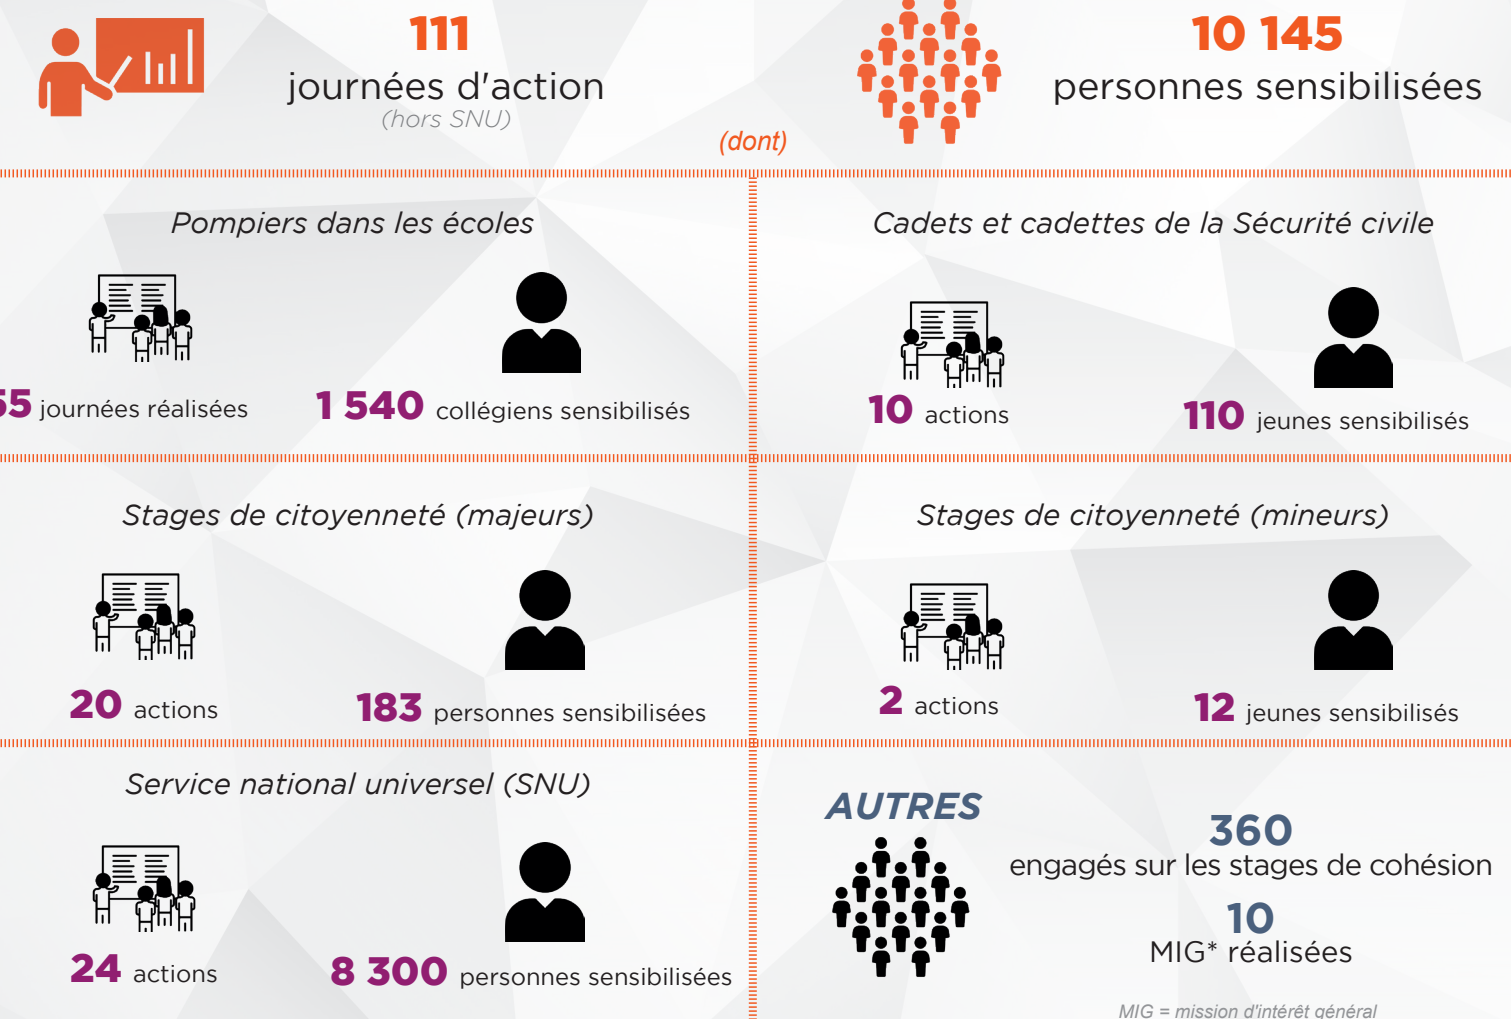 111
journées d'action
(hors SNU)
10 145
personnes sensibilisées
(dont)
Pompiers dans les écoles
55 journées réalisées
1 540 collégiens sensibilisés
Cadets et cadettes de la Sécurité civile
10 actions
110 jeunes sensibilisés
Stages de citoyenneté (majeurs)
20 actions
183 personnes sensibilisées
Stages de citoyenneté (mineurs)
2 actions
12 jeunes sensibilisés
Service national universel (SNU)
24 actions
8 300 personnes sensibilisées
AUTRES
360
engagés sur les stages de cohésion
10
MIG* réalisées
MIG = mission d'intérêt général